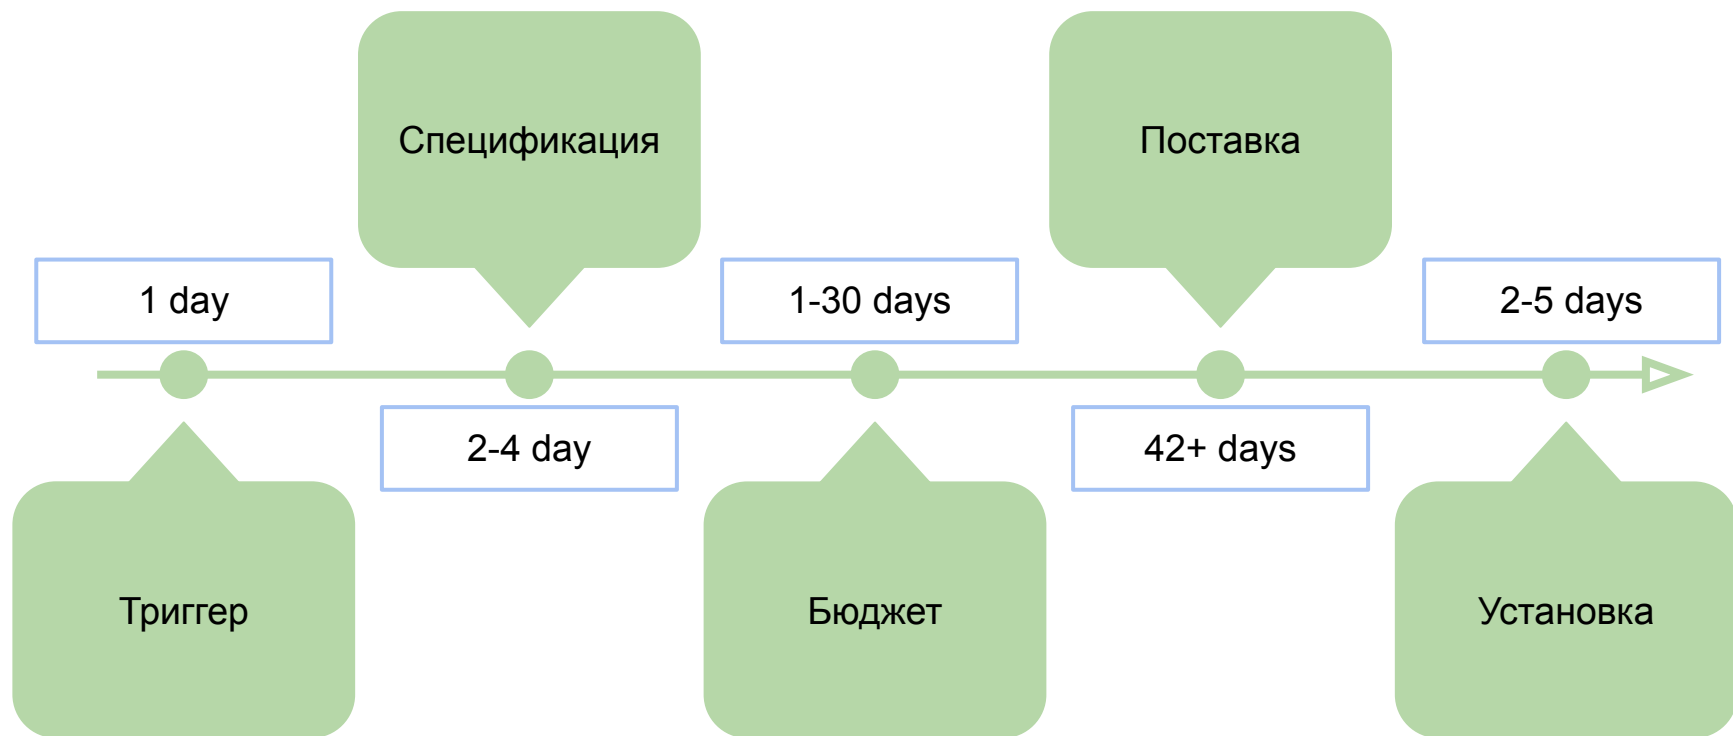 Спецификация
Поставка
1 day
1-30 days
2-5 days
2-4 day
42+ days
Триггер
Бюджет
Установка